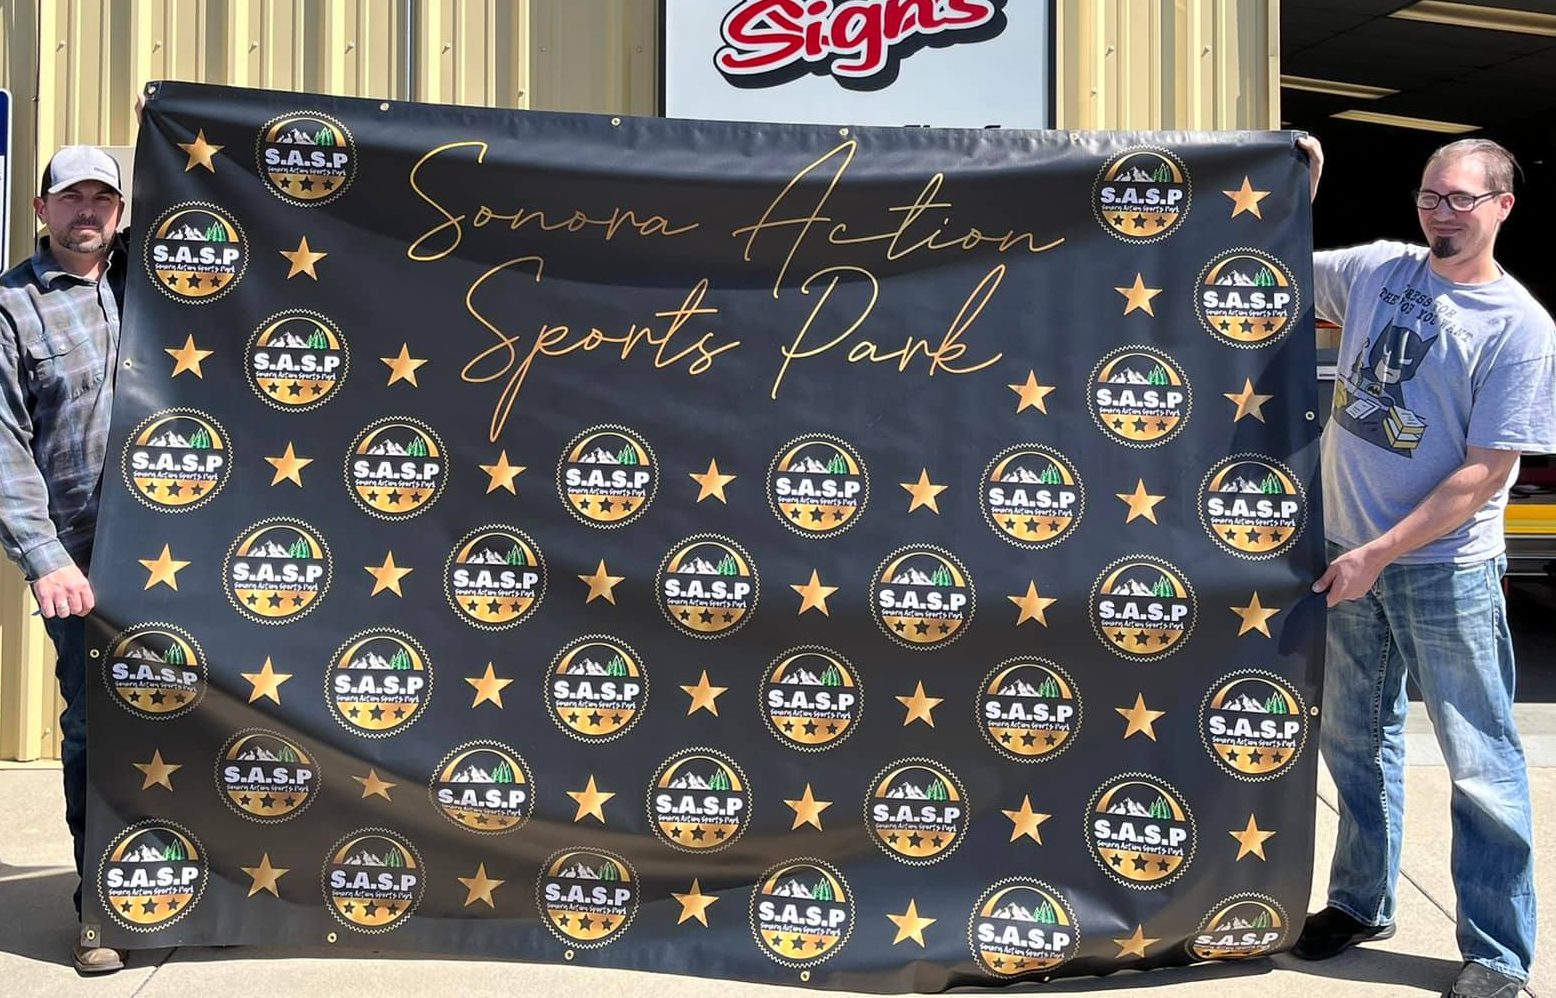 Signs
Sonora Action
Sports Park
S.A.S.P
Sonora Action Sports Park